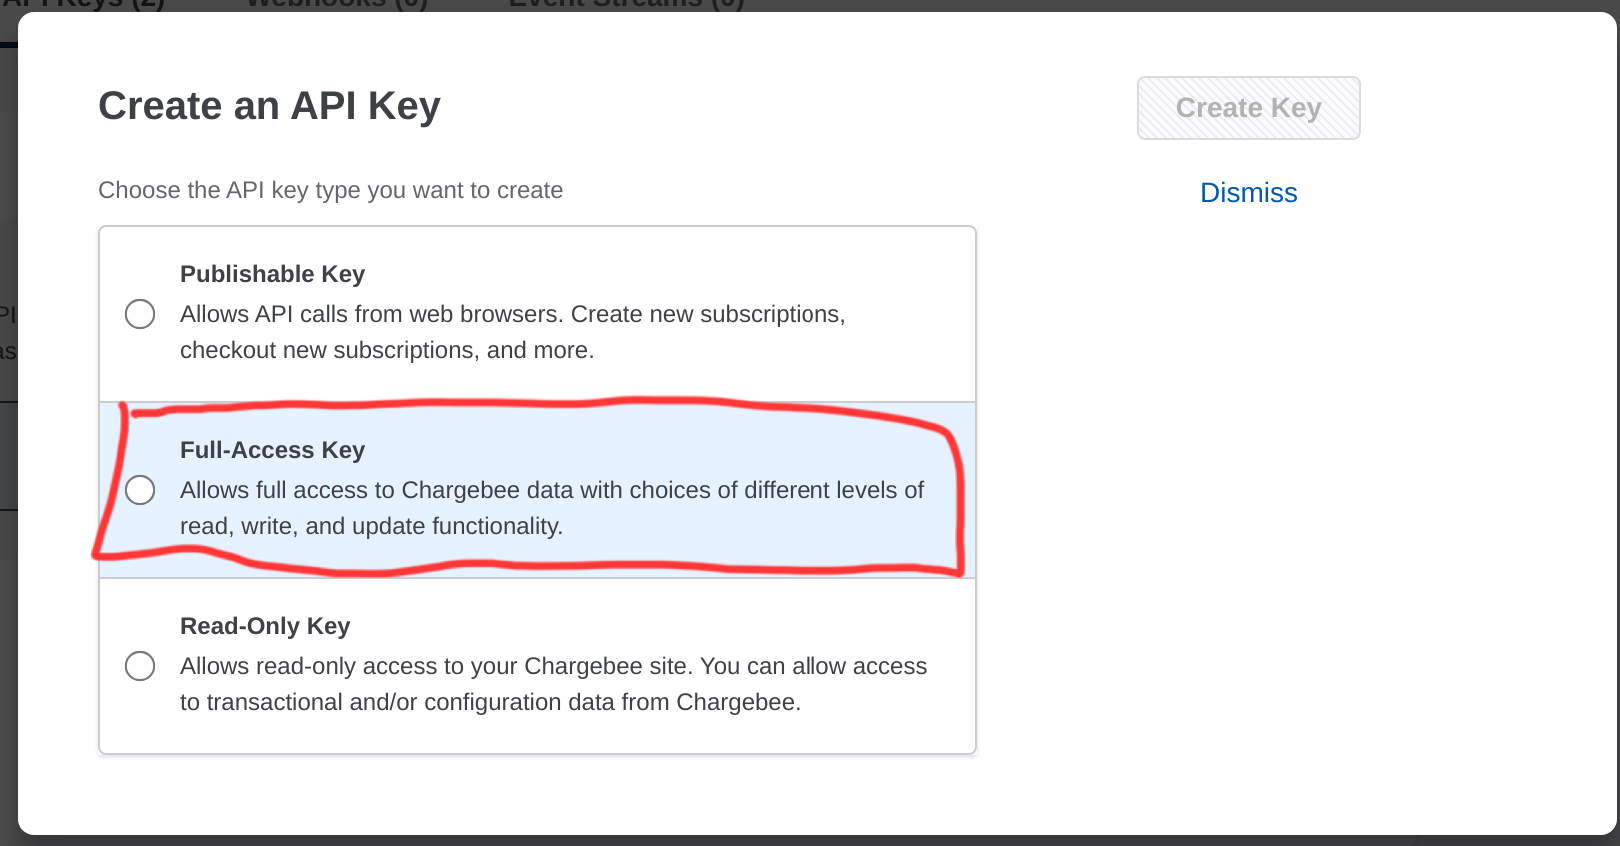 API Keys (2) Webhooks (0) Event Streams (0)
Create an API Key
Create Key
Choose the API key type you want to create
Dismiss
Publishable Key
Allows API calls from web browsers. Create new subscriptions,
checkout new subscriptions, and more.
Full-Access Key
Allows full access to Chargebee data with choices of different levels of
read, write, and update functionality.
Read-Only Key
Allows read-only access to your Chargebee site. You can allow access
to transactional and/or configuration data from Chargebee.